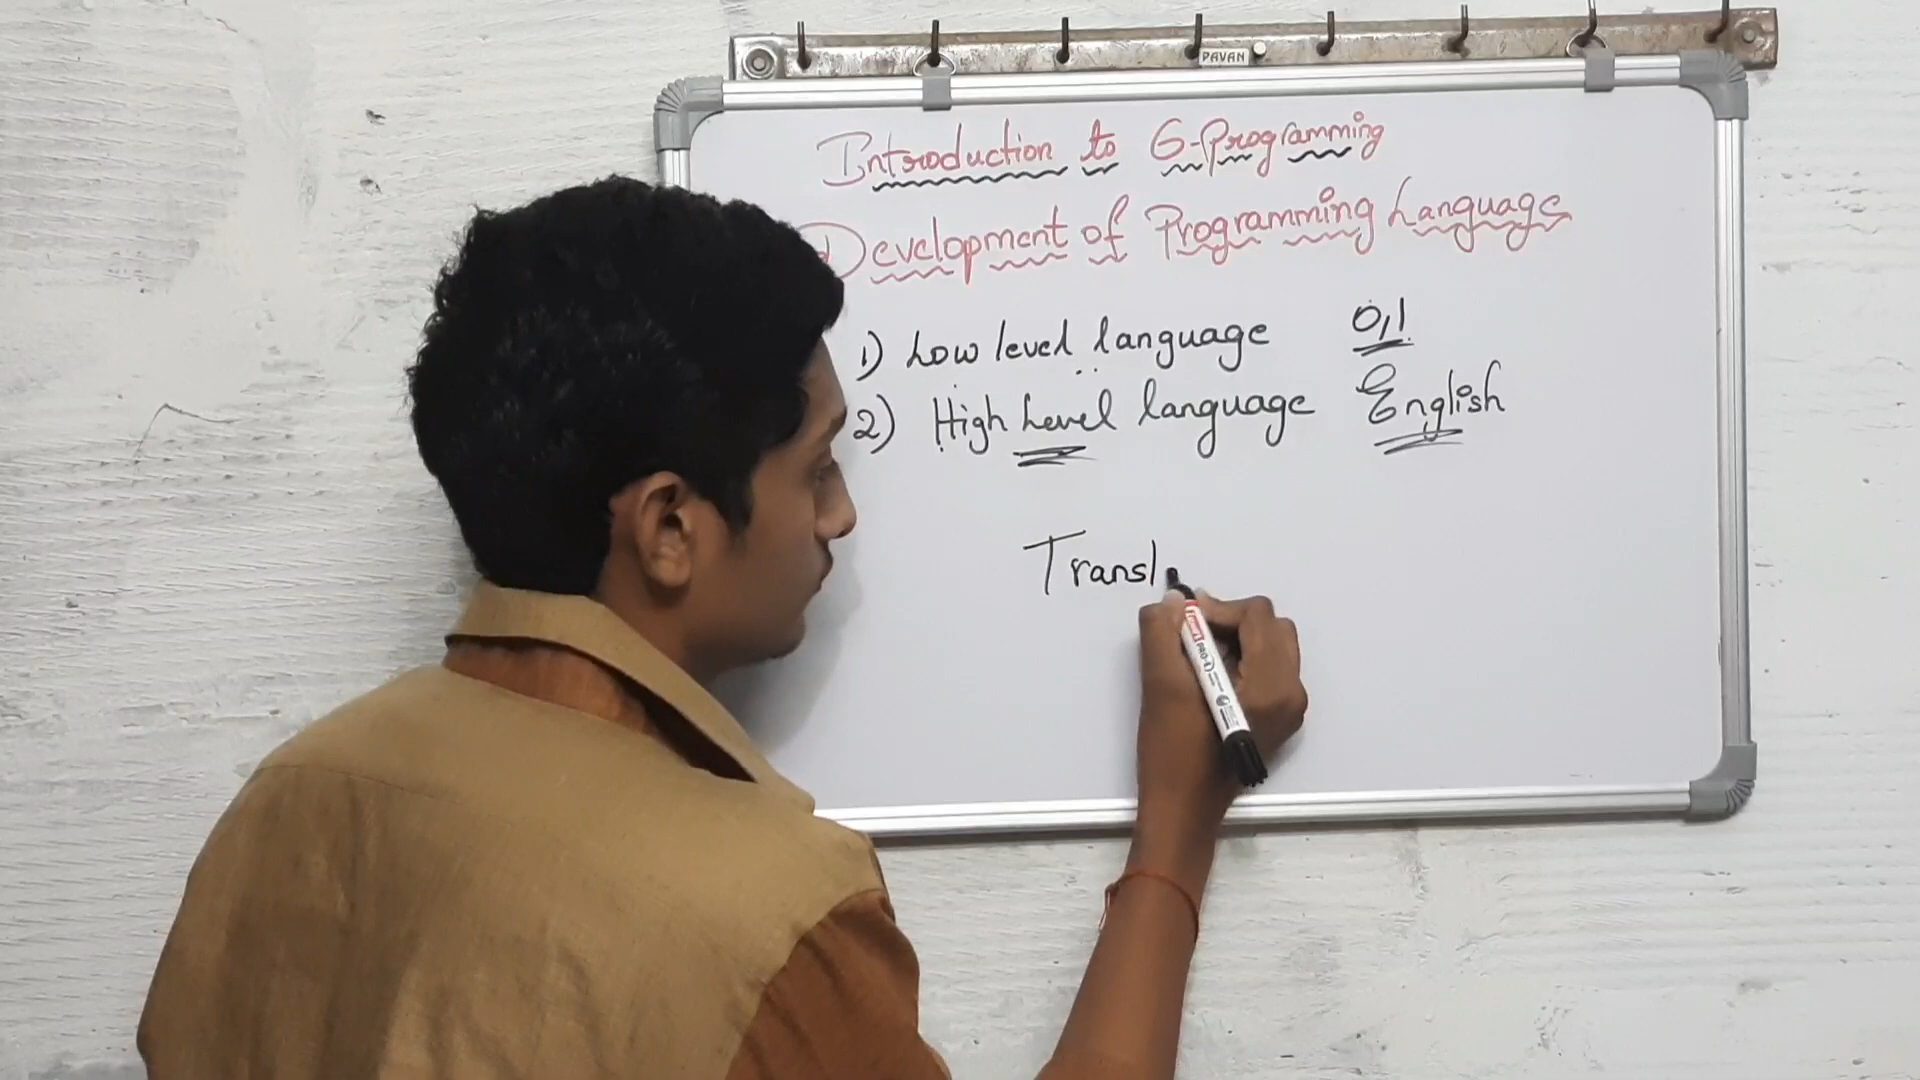 PAVAN
Introduction to C-Programming
Development of Programming Language
1) Low level language 0,1
2) High Level language English
Transl